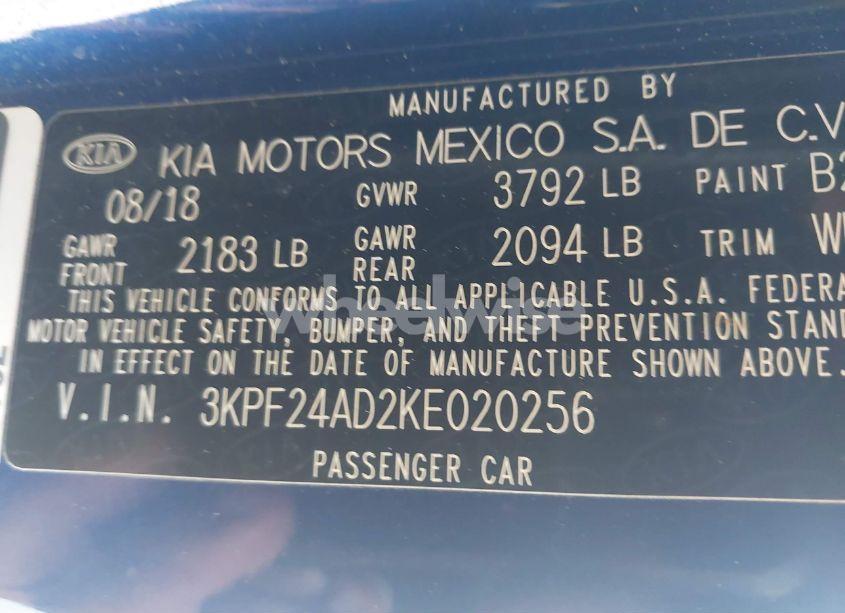 MANUFACTURED BY
KIA KIA MOTORS MEXICO S.A. DE C.V
08/18 GVWR 3792 LB PAINT
GAWR FRONT 2183 LB GAWR REAR 2094 LB TRIM
THIS VEHICLE CONFORMS TO ALL APPLICABLE U.S.A. FEDERA
MOTOR VEHICLE SAFETY, BUMPER, AND THEFT PREVENTION STAN
IN EFFECT ON THE DATE OF MANUFACTURE SHOWN ABOVE.
V.I.N. 3KPF24AD2KE020256
PASSENGER CAR
wheelwise